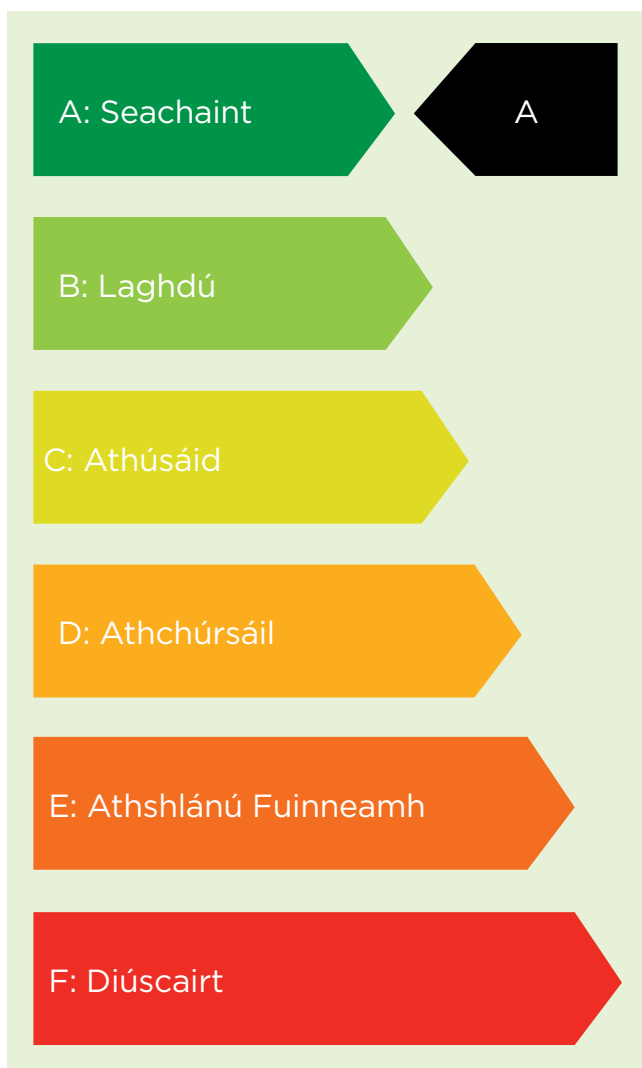 A: Seachaint
A
B: Laghdú
C: Athúsáid
D: Athchúrsáil
E: Athshlánú Fuinneamh
F: Diúscairt